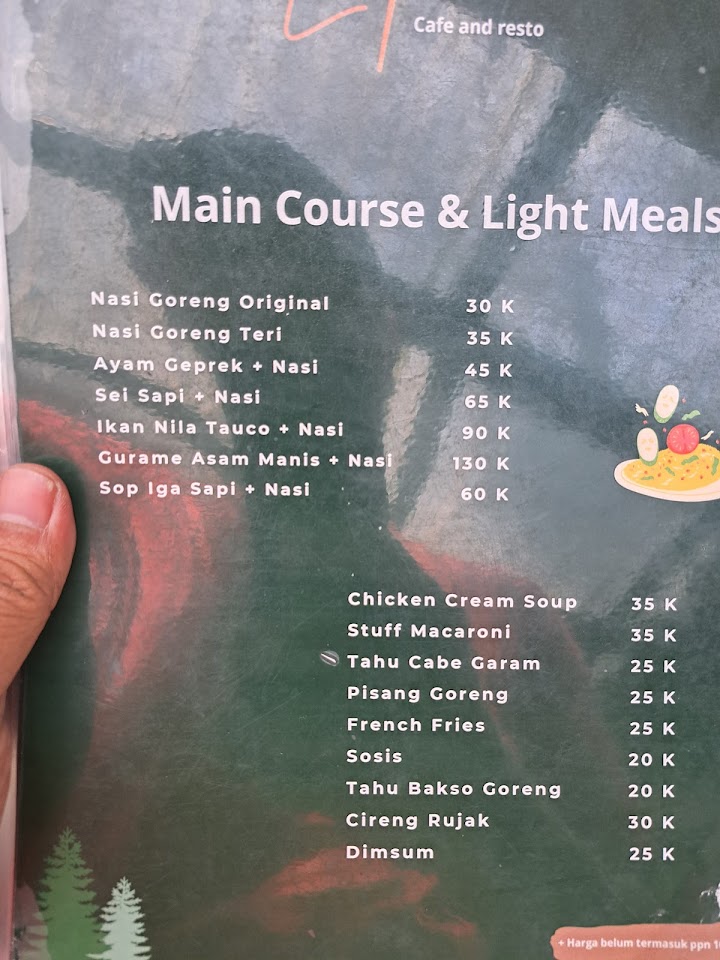 Cafe and resto
Main Course & Light Meals
Nasi Goreng Original 30 K
Nasi Goreng Teri 35 K
Ayam Geprek + Nasi 45 K
Sei Sapi + Nasi 65 K
Ikan Nila Tauco + Nasi 90 K
Gurame Asam Manis + Nasi 130 K
Sop Iga Sapi + Nasi 60 K
Chicken Cream Soup 35 K
Stuff Macaroni 35 K
Tahu Cabe Garam 25 K
Pisang Goreng 25 K
French Fries 25 K
Sosis 20 K
Tahu Bakso Goreng 20 K
Cireng Rujak 30 K
Dimsum 25 K
+ Harga belum termasuk ppn